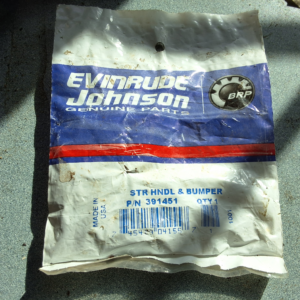 EVINRUDE
Johnson
GENUINE PARTS
BRP
STR HNDL & BUMPER
P/N 391451 QTY 1
MADE IN
USA